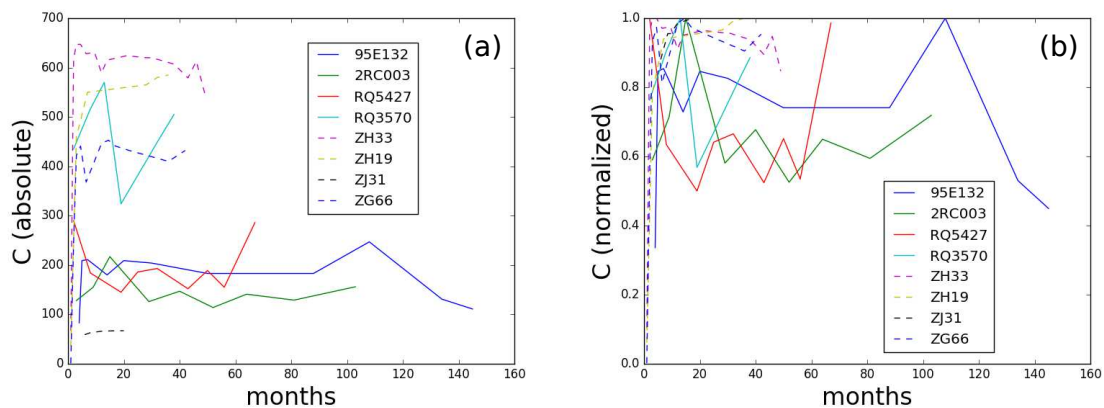 (a)
C (absolute)
700
600
500
400
300
200
100
0
95E132
2RC003
RQ5427
RQ3570
ZH33
ZH19
ZJ31
ZG66
0 20 40 60 80 100 120 140 160
months
(b)
C (normalized)
1.0
0.8
0.6
0.4
0.2
0.0
95E132
2RC003
RQ5427
RQ3570
ZH33
ZH19
ZJ31
ZG66
0 20 40 60 80 100 120 140 160
months